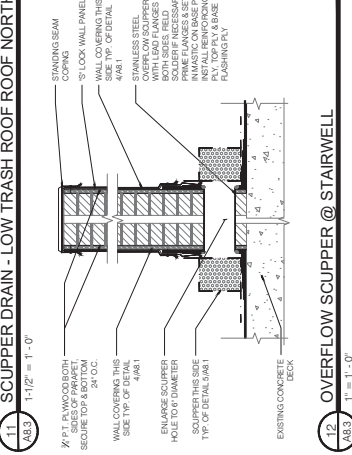 11
A8.3
SCUPPER DRAIN - LOW TRASH ROOF ROOF NORTH
1-1/2" = 1' - 0"
STANDING SEAM
COPING
"S" LOCK WALL PANEL
WALL COVERING THIS
SIDE TYP. OF DETAIL
4/A8.1
STAINLESS STEEL
OVERFLOW SCUPPER
WITH LEAD FLANGES
BOTH SIDES. FIELD
SOLDER IF NECESSAR
PRIME FLANGES & SE
IN MASTIC ON BASE P
INSTALL REINFORCIN
PLY, TOP PLY & BASE
FLASHING PLY.
P.T. PLYWOOD BOTH
SIDES OF PARAPET,
SECURE TOP & BOTTOM
24" O.C.
WALL COVERING THIS
SIDE TYP. OF DETAIL
4/A8.1
ENLARGE SCUPPER
HOLE TO 6" DIAMETER
SCUPPER THIS SIDE
TYP. OF DETAIL 5/A8.1
EXISTING CONCRETE
DECK
12
A8.3
OVERFLOW SCUPPER @ STAIRWELL
1" = 1' - 0"